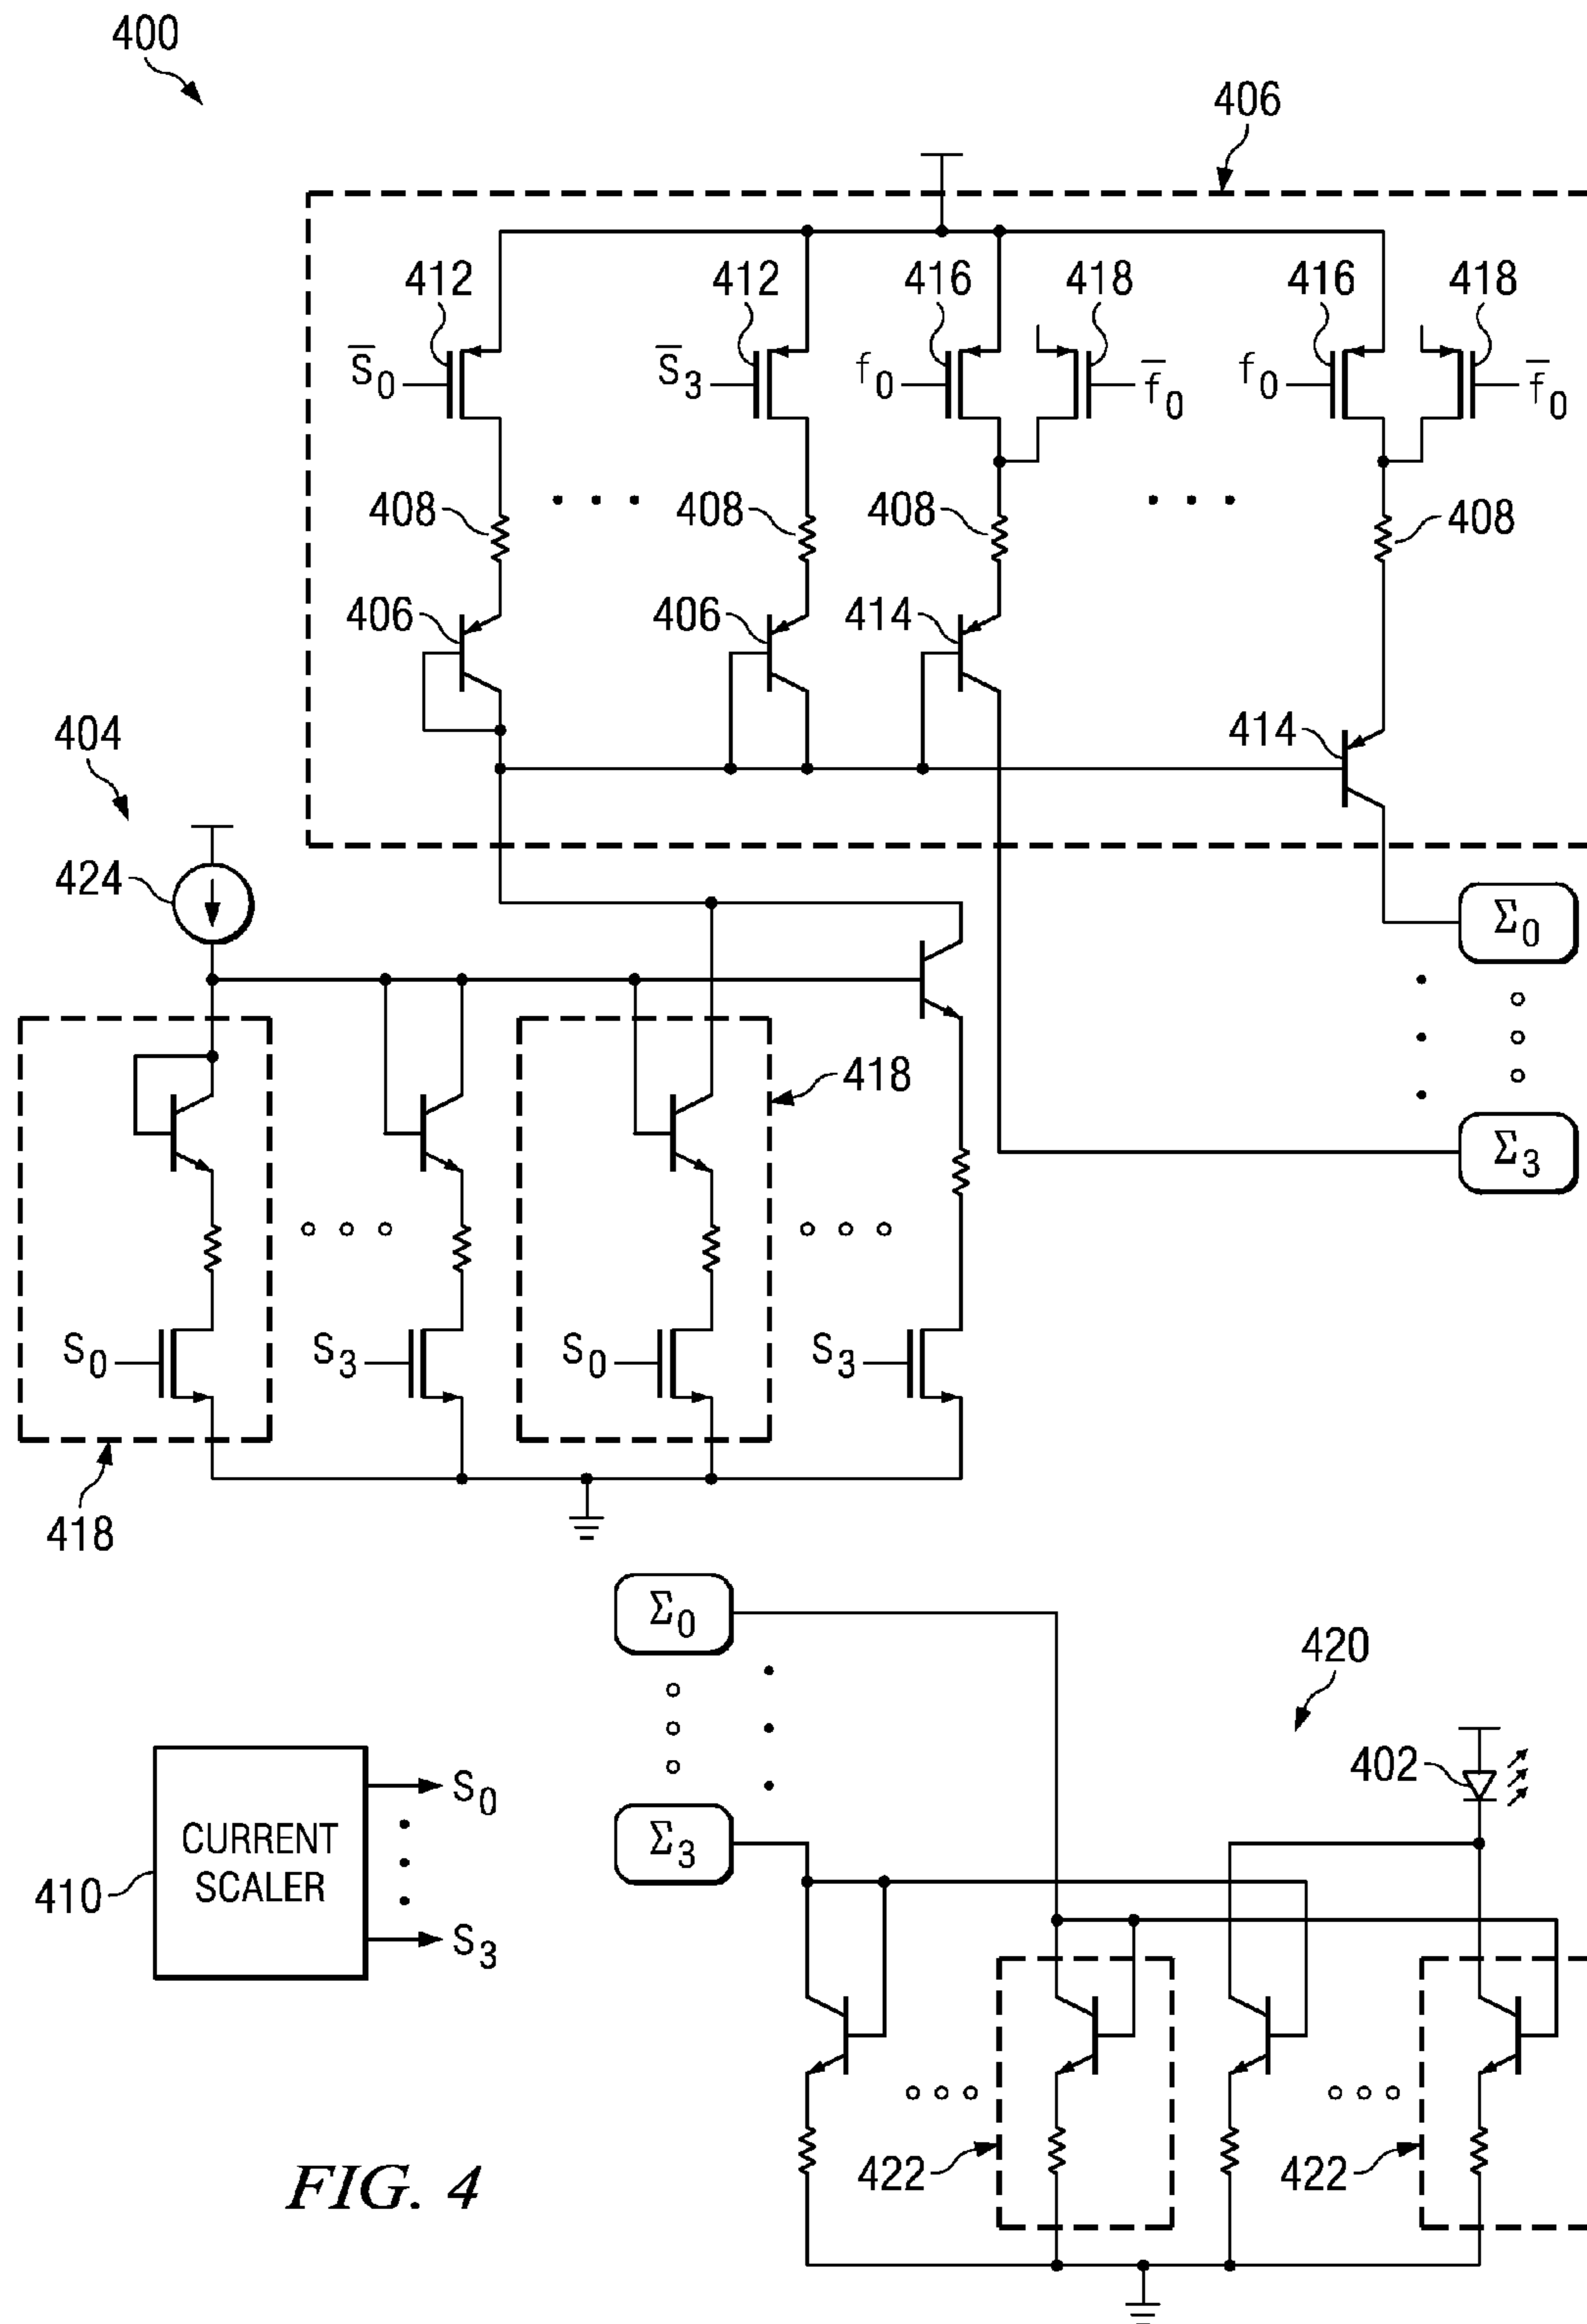 400
406
412 412 416 418 416 418
S̅0 S̅3 f0 f̅0 f0 f̅0
408 408 408 408
406 406 414
404 414
424
Σ0
418
Σ3
S0 S3 S0 S3
418
Σ0
420
402
CURRENT
SCALER
S0
Σ3
410
S3
422 422
FIG. 4